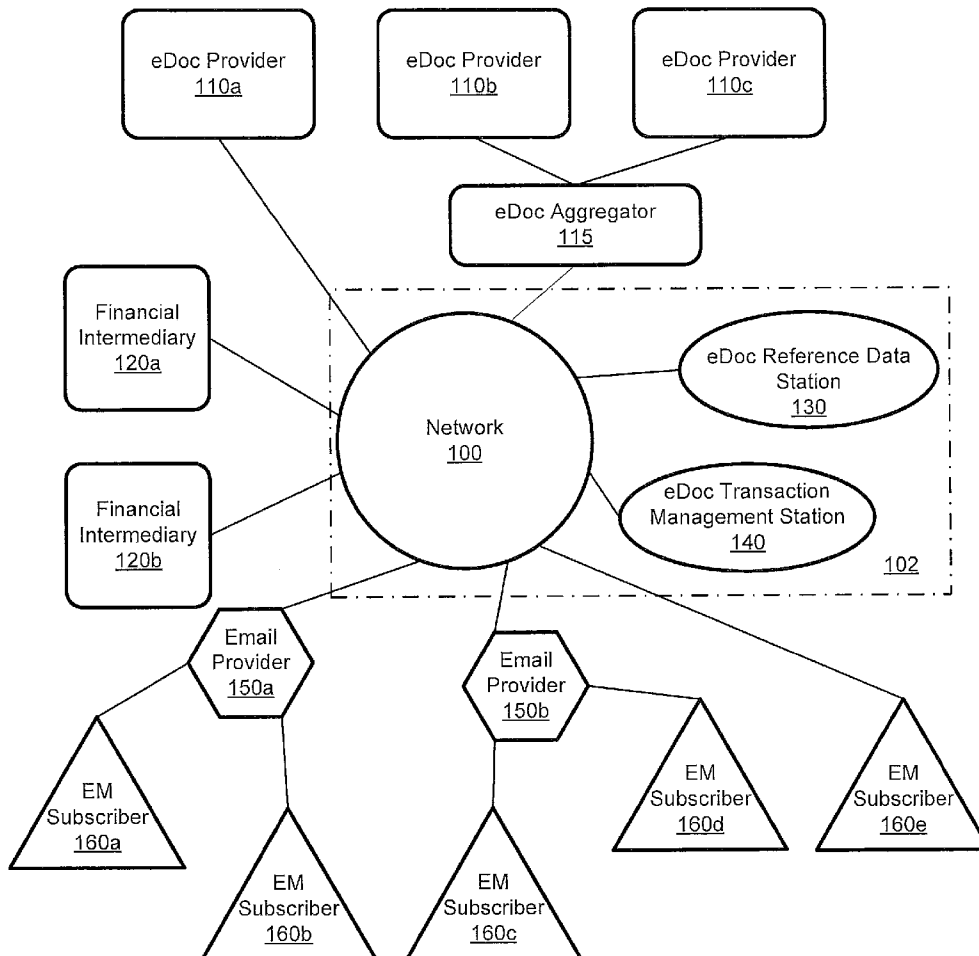 eDoc Provider
110a
eDoc Provider
110b
eDoc Provider
110c
eDoc Aggregator
115
Financial
Intermediary
120a
eDoc Reference Data
Station
130
Network
100
eDoc Transaction
Management Station
140
Financial
Intermediary
120b
102
Email
Provider
150a
Email
Provider
150b
EM
Subscriber
160a
EM
Subscriber
160b
EM
Subscriber
160c
EM
Subscriber
160d
EM
Subscriber
160e